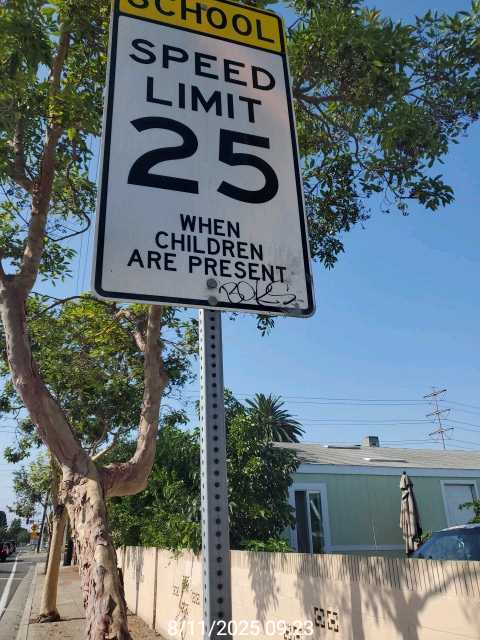 SCHOOL
SPEED
LIMIT
25
WHEN
CHILDREN
ARE PRESENT
8/11/2025 09:23